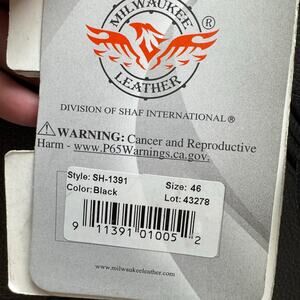 MILWAUKEE
®
LEATHER
DIVISION OF SHAF INTERNATIONAL®
⚠WARNING: Cancer and Reproductive
Harm - www.P65Warnings.ca.gov.
Style: SH-1391 Size: 46
Color: Black Lot: 43278
9 11391 01005 2
www.milwaukeeleather.com